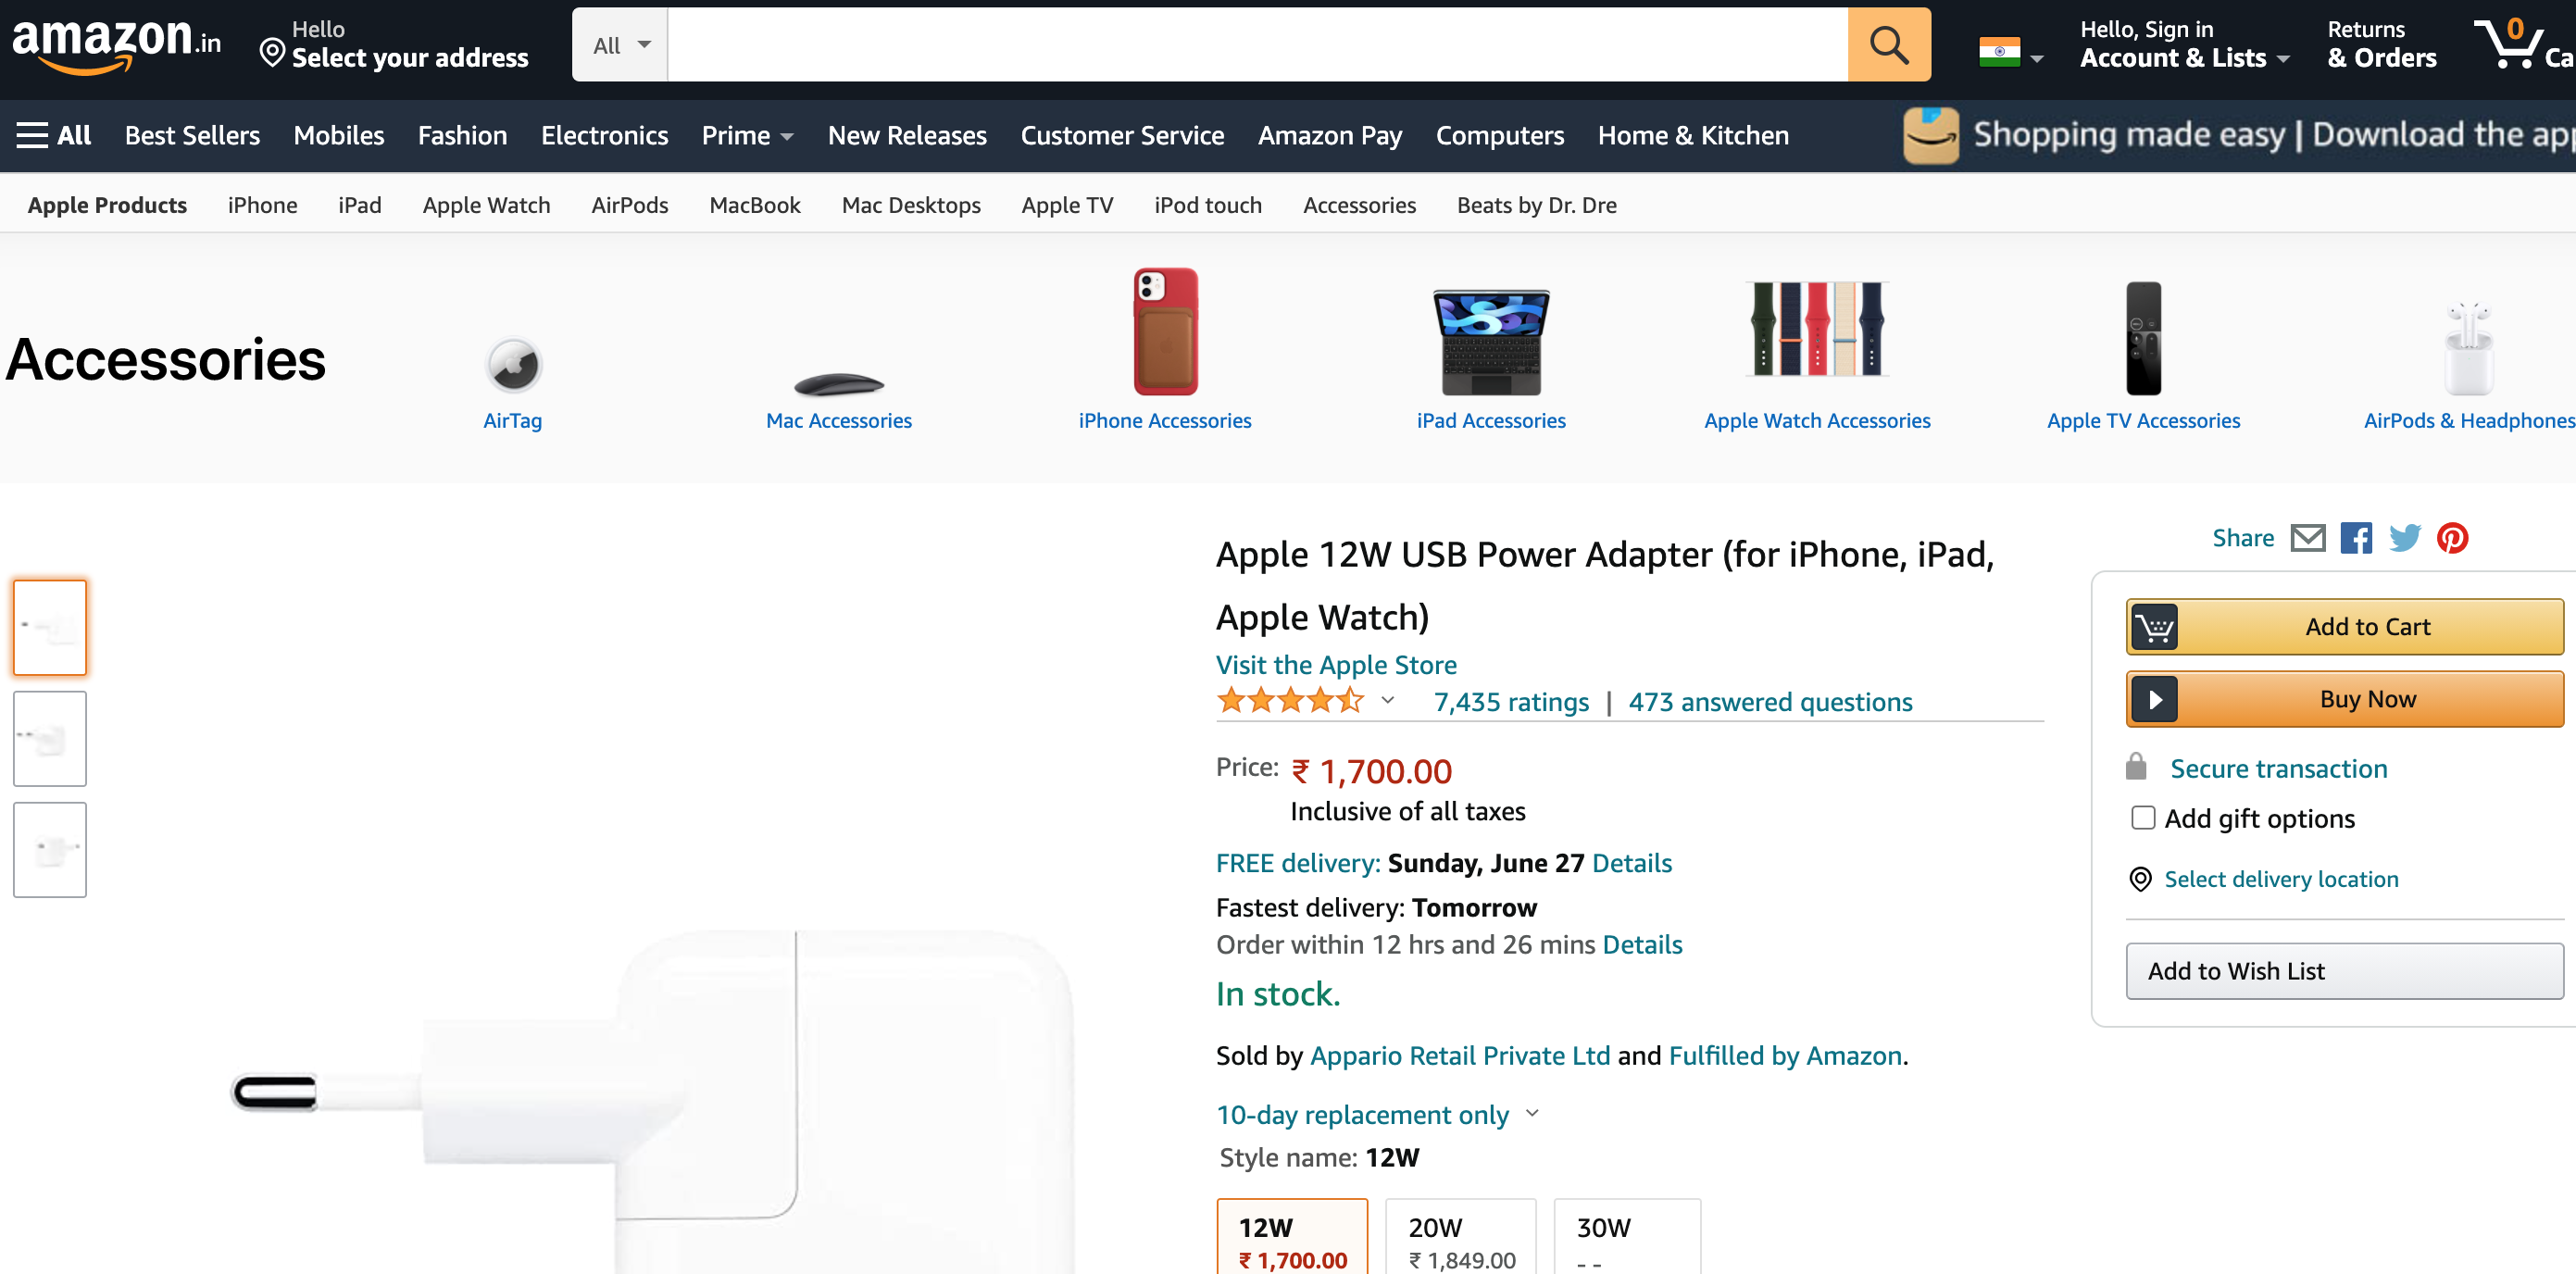 amazon.in
Hello
Select your address
All
Hello, Sign in
Account & Lists
Returns
& Orders
0
Ca
All
Best Sellers
Mobiles
Fashion
Electronics
Prime
New Releases
Customer Service
Amazon Pay
Computers
Home & Kitchen
Shopping made easy | Download the app
Apple Products
iPhone
iPad
Apple Watch
AirPods
MacBook
Mac Desktops
Apple TV
iPod touch
Accessories
Beats by Dr. Dre
Accessories
AirTag
Mac Accessories
iPhone Accessories
iPad Accessories
Apple Watch Accessories
Apple TV Accessories
AirPods & Headphones
Apple 12W USB Power Adapter (for iPhone, iPad,
Apple Watch)
Visit the Apple Store
7,435 ratings | 473 answered questions
Price: ₹ 1,700.00
Inclusive of all taxes
FREE delivery: Sunday, June 27 Details
Fastest delivery: Tomorrow
Order within 12 hrs and 26 mins Details
In stock.
Sold by Appario Retail Private Ltd and Fulfilled by Amazon.
10-day replacement only
Style name: 12W
12W
₹ 1,700.00
20W
₹ 1,849.00
30W
- -
Share
Add to Cart
Buy Now
Secure transaction
Add gift options
Select delivery location
Add to Wish List